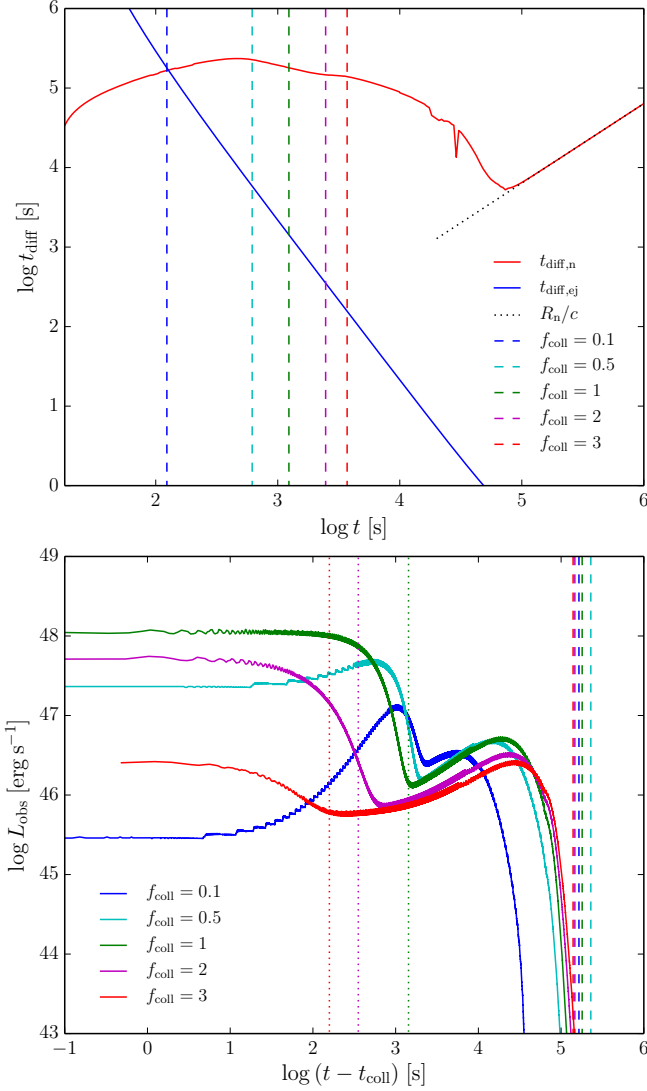 6
5
4
3
2
1
0
log t_diff [s]
2
3
4
5
6
log t [s]
t_diff,n
t_diff,ej
R_n/c
f_coll = 0.1
f_coll = 0.5
f_coll = 1
f_coll = 2
f_coll = 3
49
48
47
46
45
44
43
log L_obs [erg s^−1]
f_coll = 0.1
f_coll = 0.5
f_coll = 1
f_coll = 2
f_coll = 3
−1
0
1
2
3
4
5
6
log (t − t_coll) [s]